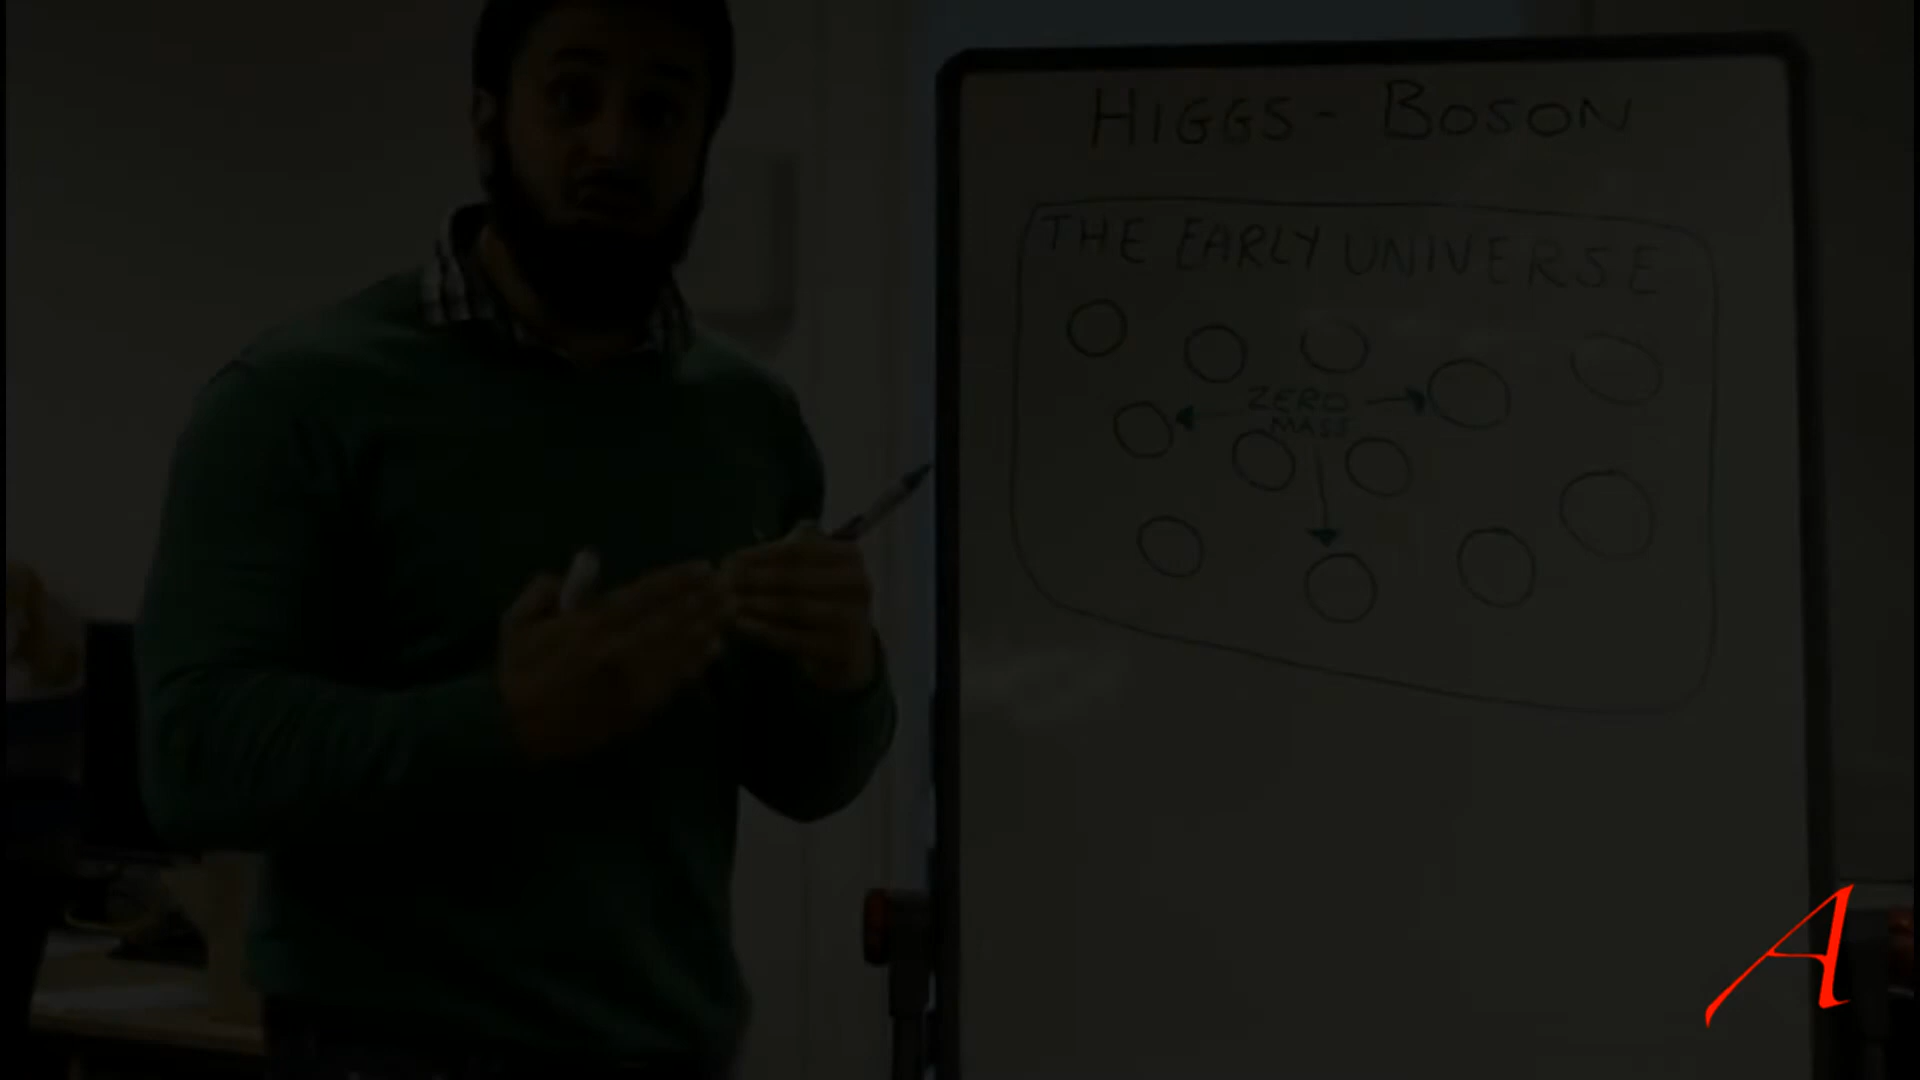 HIGGS - BOSON
THE EARLY UNIVERSE
ZERO
MASS
A